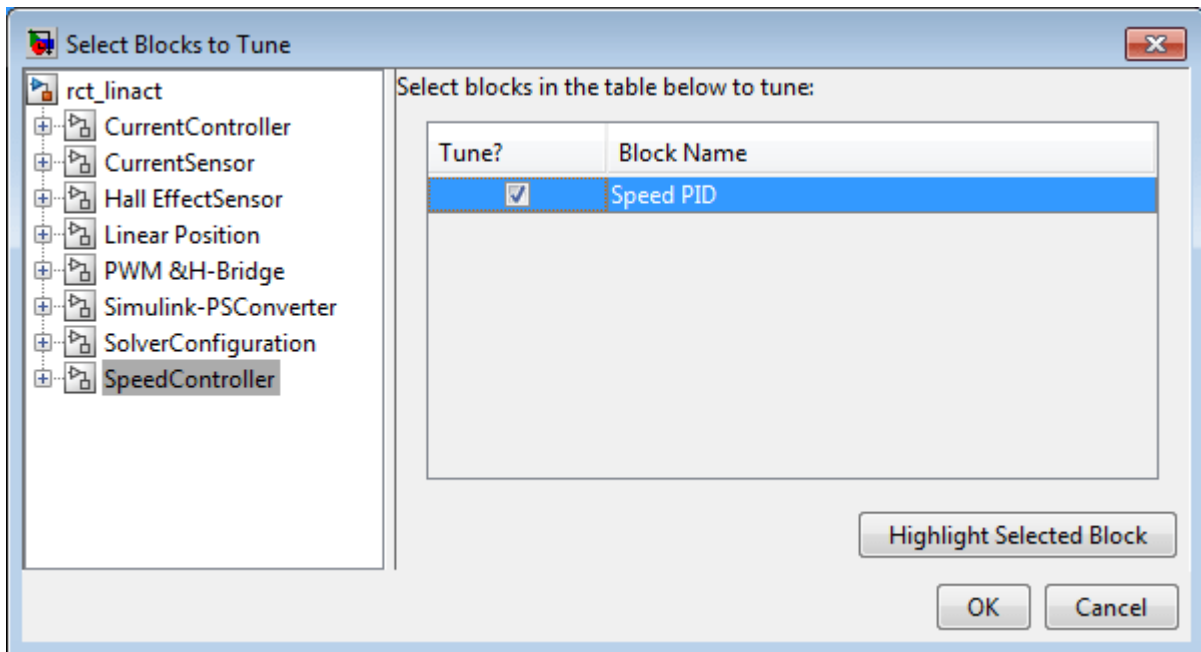 Select Blocks to Tune
rct_linact
CurrentController
CurrentSensor
Hall EffectSensor
Linear Position
PWM &H-Bridge
Simulink-PSConverter
SolverConfiguration
SpeedController
Select blocks in the table below to tune:
Tune? Block Name
Speed PID
Highlight Selected Block
OK Cancel